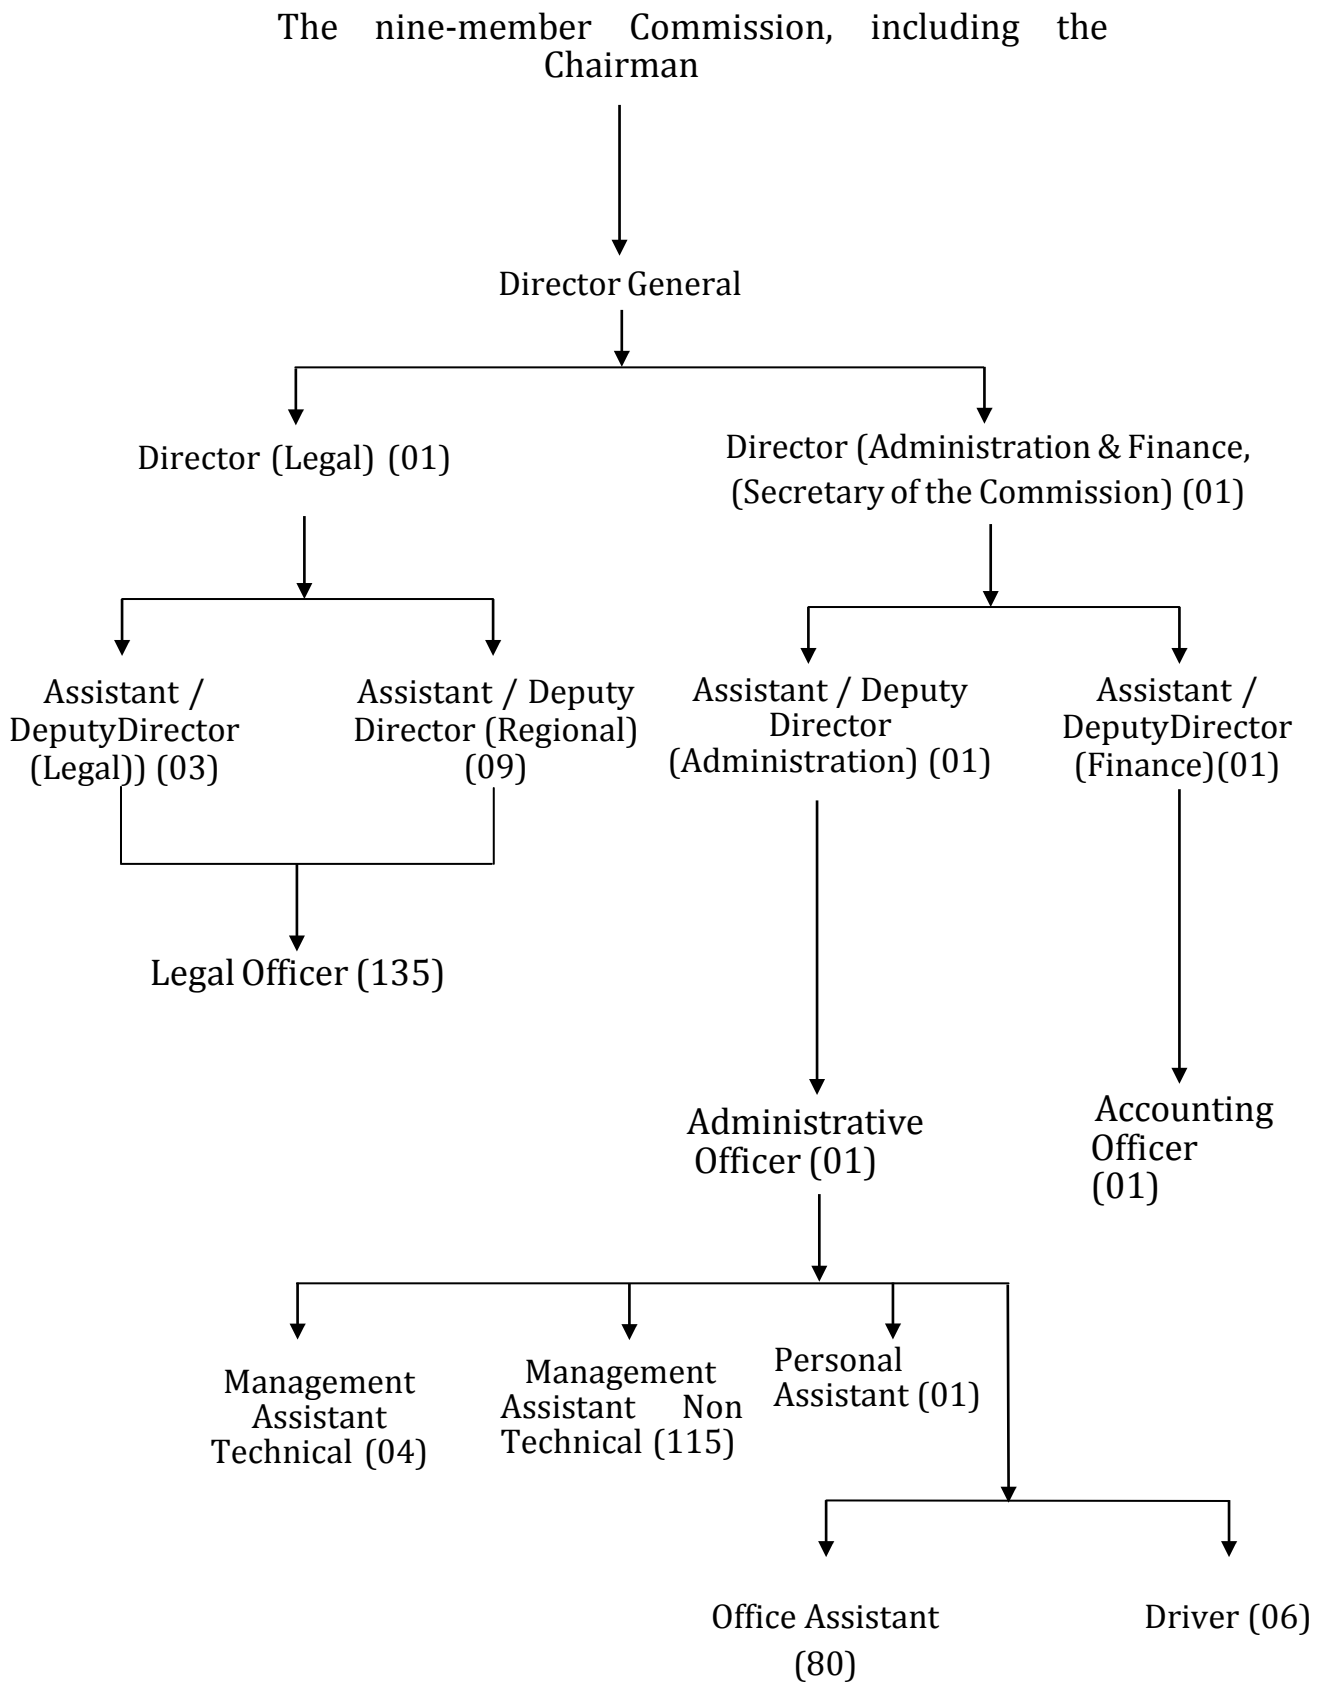 The nine-member Commission, including the
Chairman
Director General
Director (Legal) (01)
Director (Administration & Finance,
(Secretary of the Commission) (01)
Assistant /
DeputyDirector
(Legal)) (03)
Assistant / Deputy
Director (Regional)
(09)
Assistant / Deputy
Director
(Administration) (01)
Assistant /
DeputyDirector
(Finance)(01)
Legal Officer (135)
Administrative
Officer (01)
Accounting
Officer
(01)
Management
Assistant
Technical (04)
Management
Assistant Non
Technical (115)
Personal
Assistant (01)
Office Assistant
(80)
Driver (06)